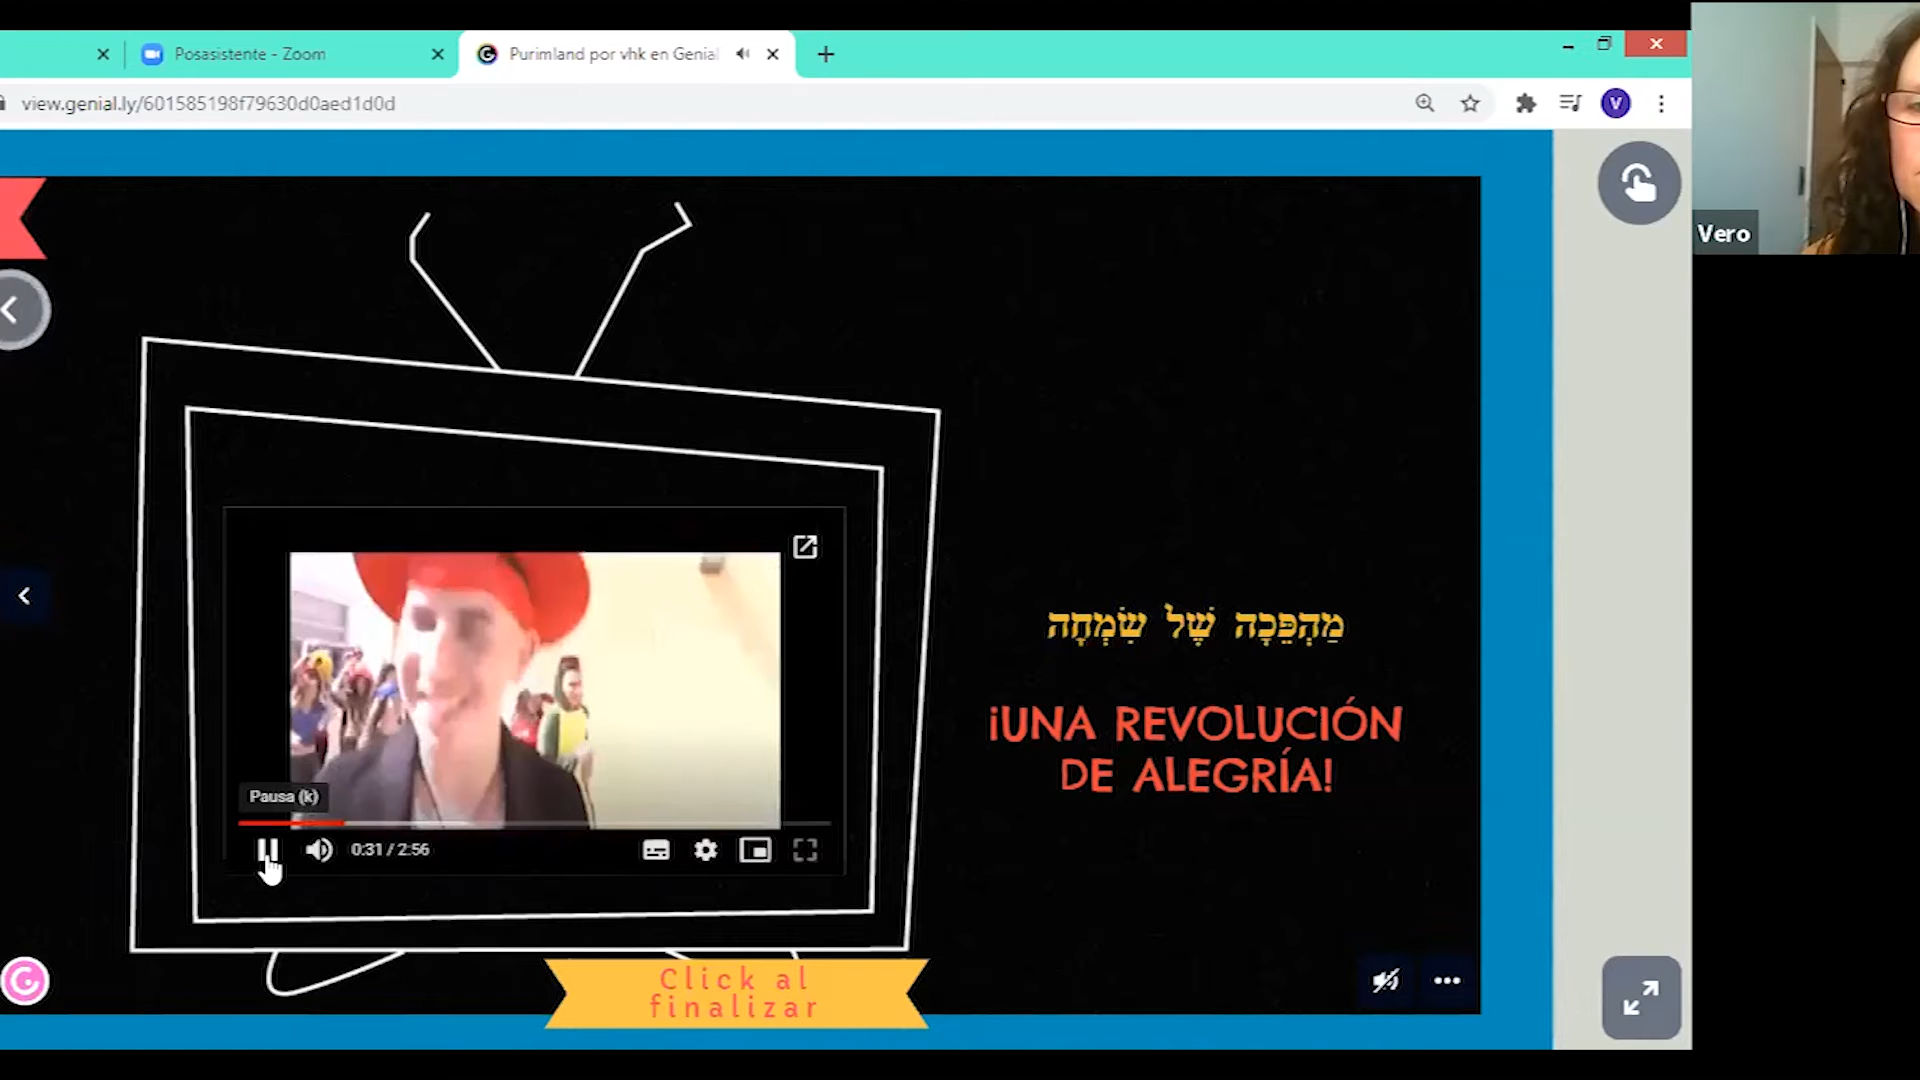 Posasistente - Zoom
Purimland por vhk en Genial
view.genial.ly/601585198f79630d0aed1d0d
V
Vero
מַהְפֵּכָה שֶׁל שִׂמְחָה
¡UNA REVOLUCIÓN
DE ALEGRÍA!
Pausa (k)
0:31 / 2:56
Click al
finalizar